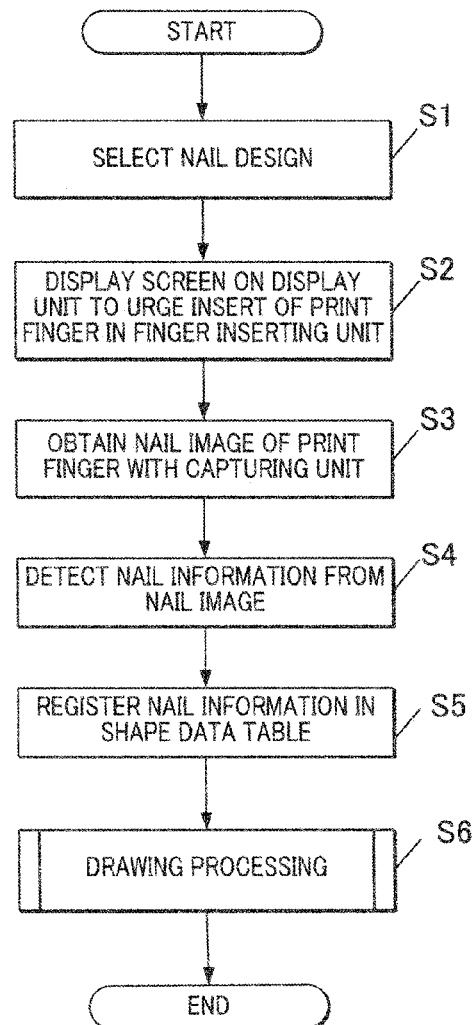 START
S1
SELECT NAIL DESIGN
S2
DISPLAY SCREEN ON DISPLAY
UNIT TO URGE INSERT OF PRINT
FINGER IN FINGER INSERTING UNIT
S3
OBTAIN NAIL IMAGE OF PRINT
FINGER WITH CAPTURING UNIT
S4
DETECT NAIL INFORMATION FROM
NAIL IMAGE
S5
REGISTER NAIL INFORMATION IN
SHAPE DATA TABLE
S6
DRAWING PROCESSING
END